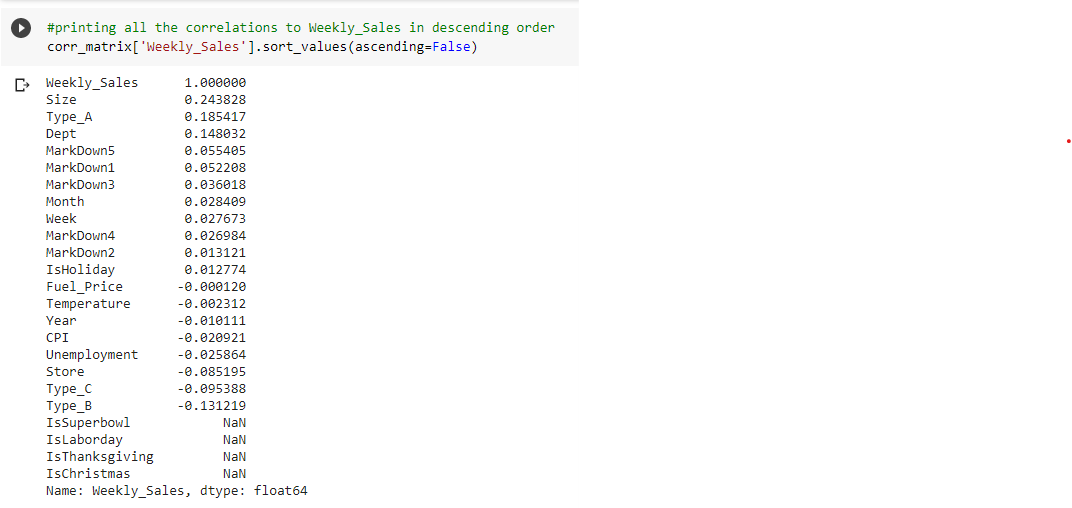 #printing all the correlations to Weekly_Sales in descending order
corr_matrix['Weekly_Sales'].sort_values(ascending=False)
Weekly_Sales 1.000000
Size 0.243828
Type_A 0.185417
Dept 0.148032
MarkDown5 0.055405
MarkDown1 0.052208
MarkDown3 0.036018
Month 0.028409
Week 0.027673
MarkDown4 0.026984
MarkDown2 0.013121
IsHoliday 0.012774
Fuel_Price -0.000120
Temperature -0.002312
Year -0.010111
CPI -0.020921
Unemployment -0.025864
Store -0.085195
Type_C -0.095388
Type_B -0.131219
IsSuperbowl NaN
IsLaborday NaN
IsThanksgiving NaN
IsChristmas NaN
Name: Weekly_Sales, dtype: float64